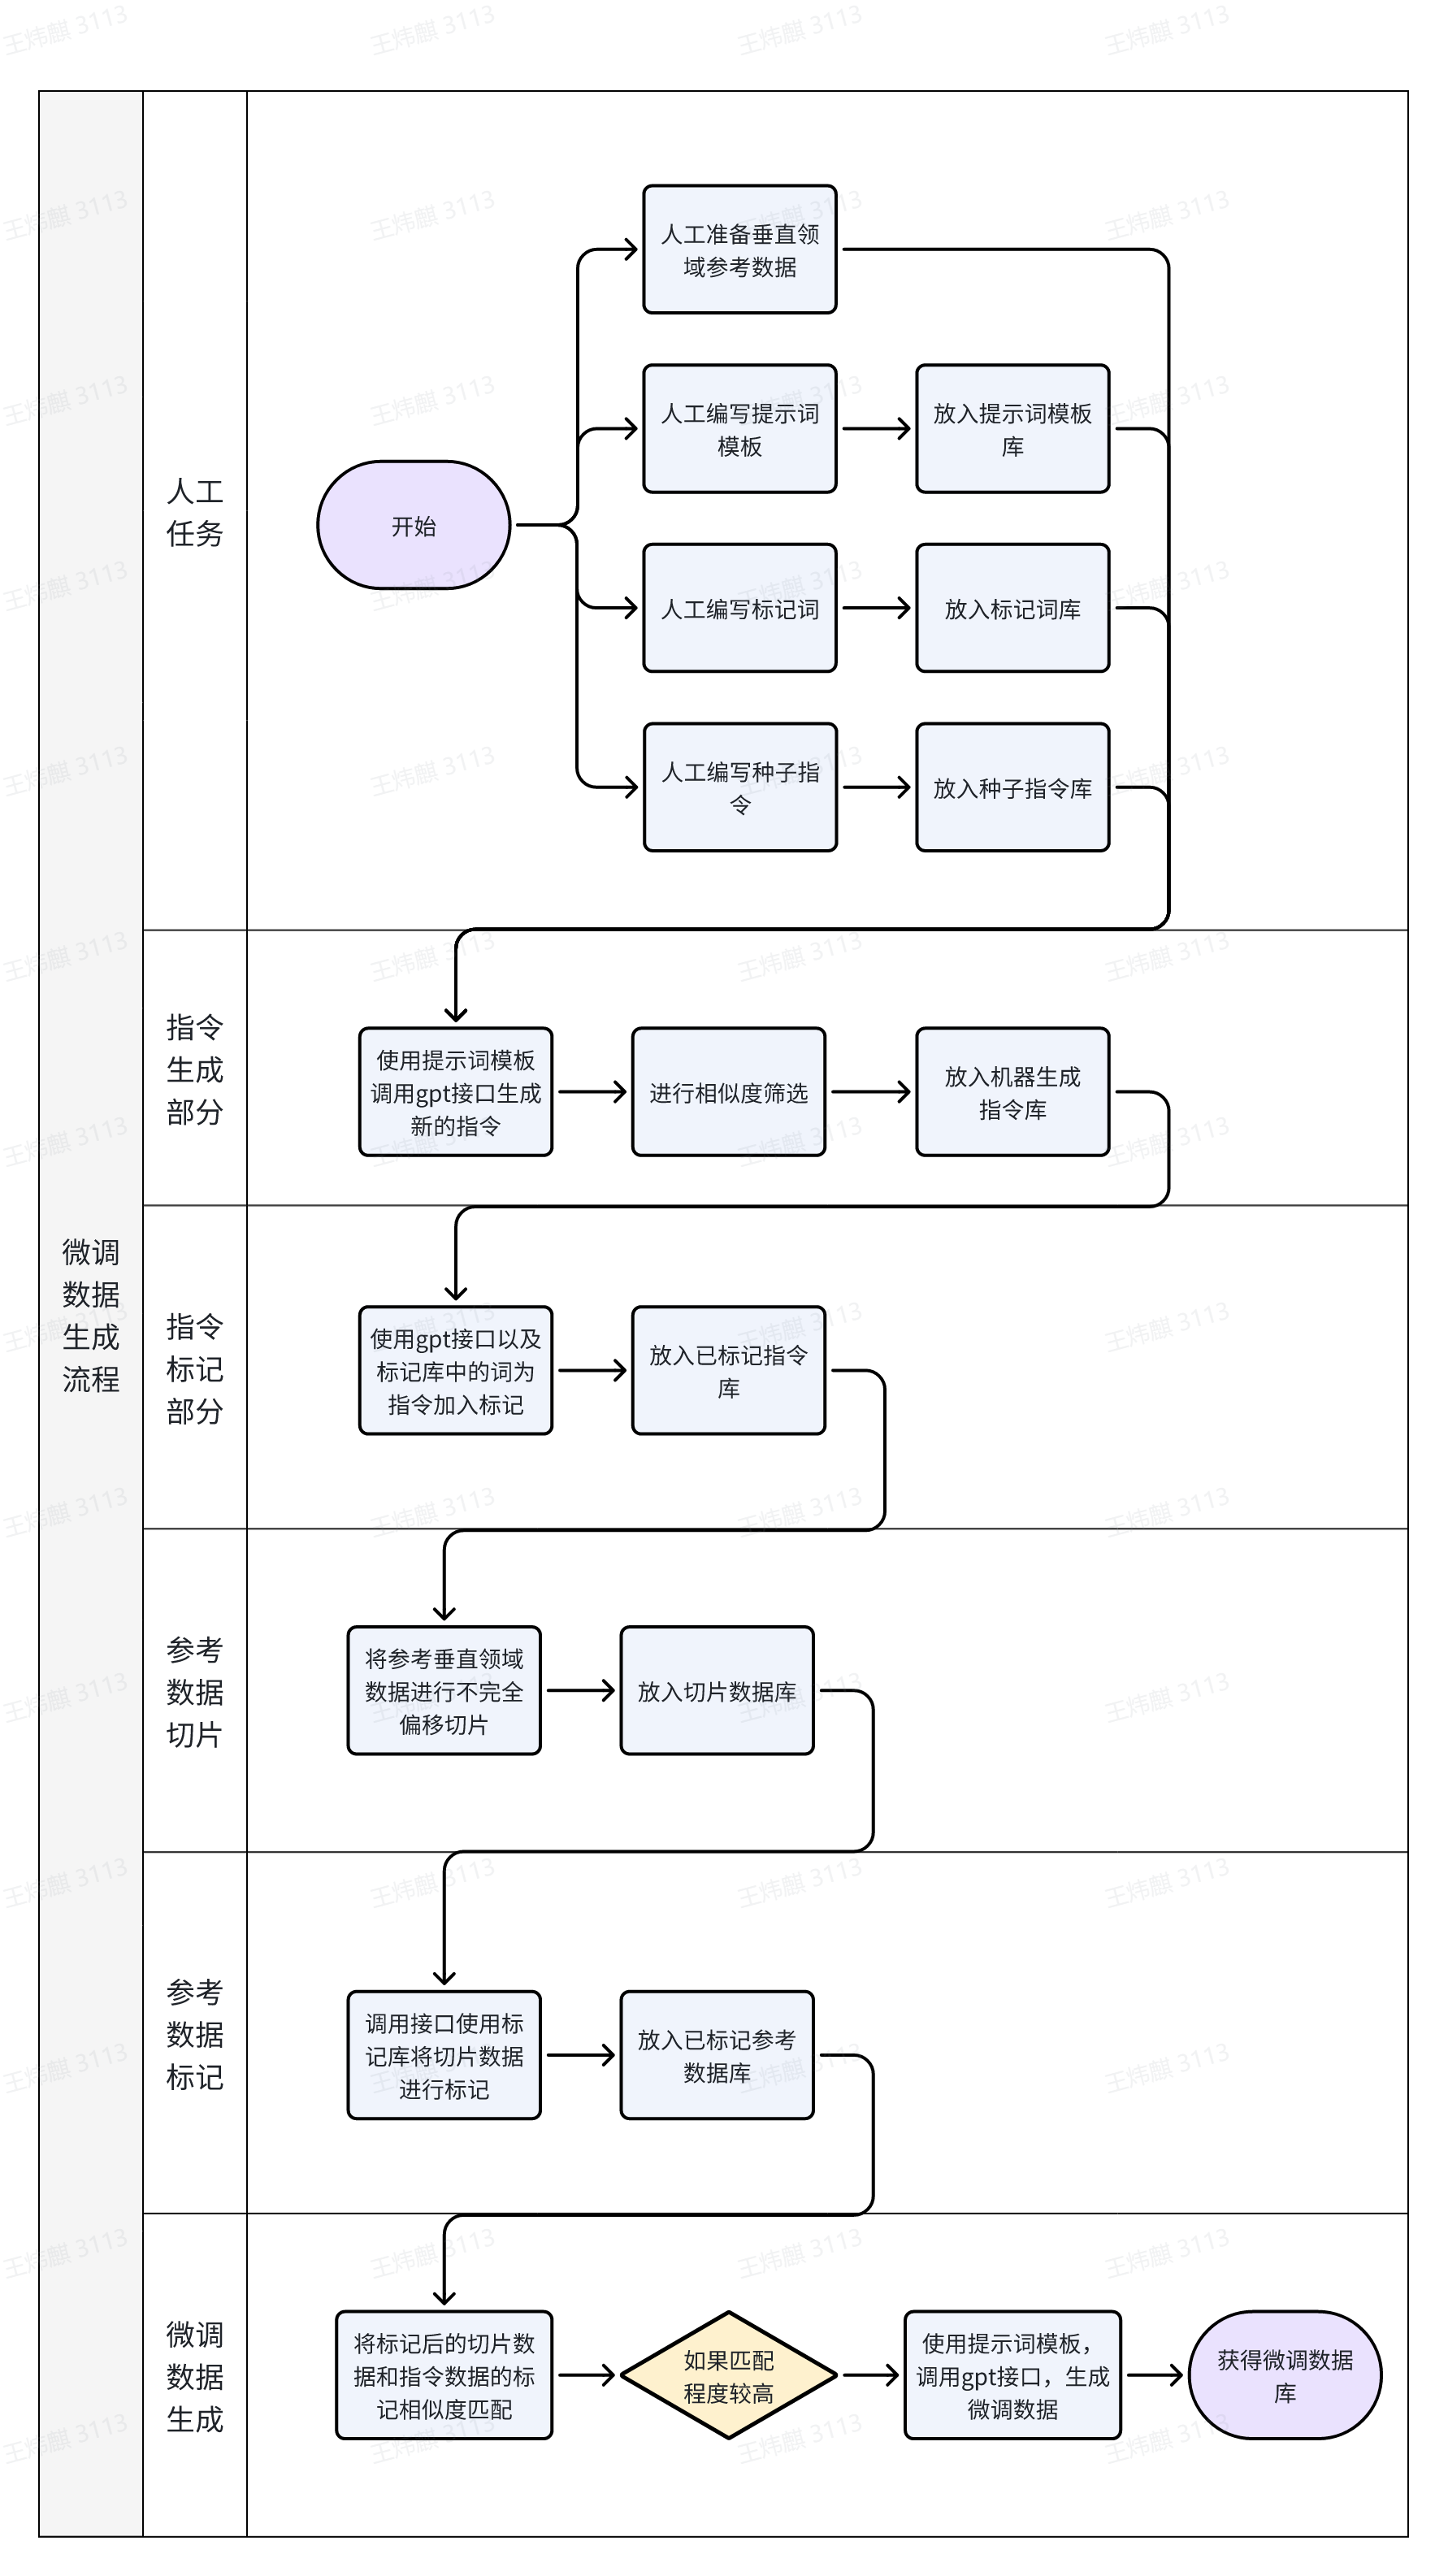 王炜麒 3113
微调
数据
生成
流程
人工
任务
开始
人工准备垂直领
域参考数据
人工编写提示词
模板
放入提示词模板
库
人工编写标记词
放入标记词库
人工编写种子指
令
放入种子指令库
指令
生成
部分
使用提示词模板
调用gpt接口生成
新的指令
进行相似度筛选
放入机器生成
指令库
指令
标记
部分
使用gpt接口以及
标记库中的词为
指令加入标记
放入已标记指令
库
参考
数据
切片
将参考垂直领域
数据进行不完全
偏移切片
放入切片数据库
参考
数据
标记
调用接口使用标
记库将切片数据
进行标记
放入已标记参考
数据库
微调
数据
生成
将标记后的切片数
据和指令数据的标
记相似度匹配
如果匹配
程度较高
使用提示词模板，
调用gpt接口，生成
微调数据
获得微调数据
库